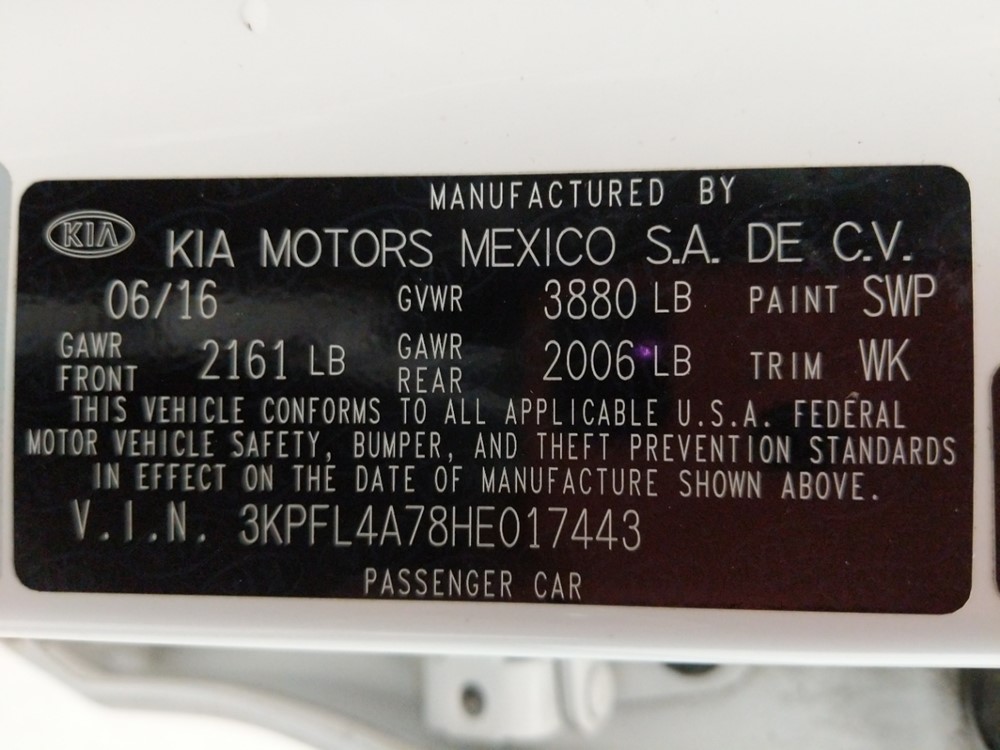 MANUFACTURED BY
KIA KIA MOTORS MEXICO S.A. DE C.V.
06/16 GVWR 3880 LB PAINT SWP
GAWR FRONT 2161 LB GAWR REAR 2006 LB TRIM WK
THIS VEHICLE CONFORMS TO ALL APPLICABLE U.S.A. FEDERAL
MOTOR VEHICLE SAFETY, BUMPER, AND THEFT PREVENTION STANDARDS
IN EFFECT ON THE DATE OF MANUFACTURE SHOWN ABOVE.
V.I.N. 3KPFL4A78HE017443
PASSENGER CAR